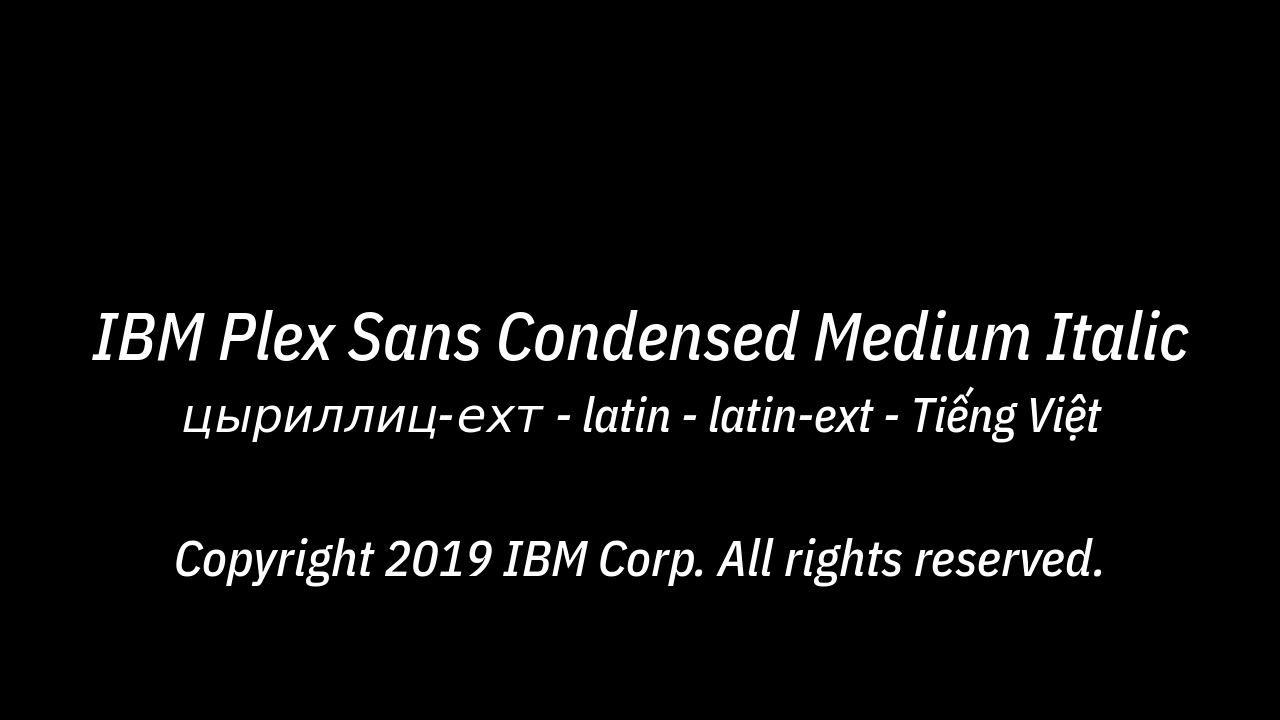 IBM Plex Sans Condensed Medium Italic
цыриллиц-ехт - latin - latin-ext - Tiếng Việt
Copyright 2019 IBM Corp. All rights reserved.